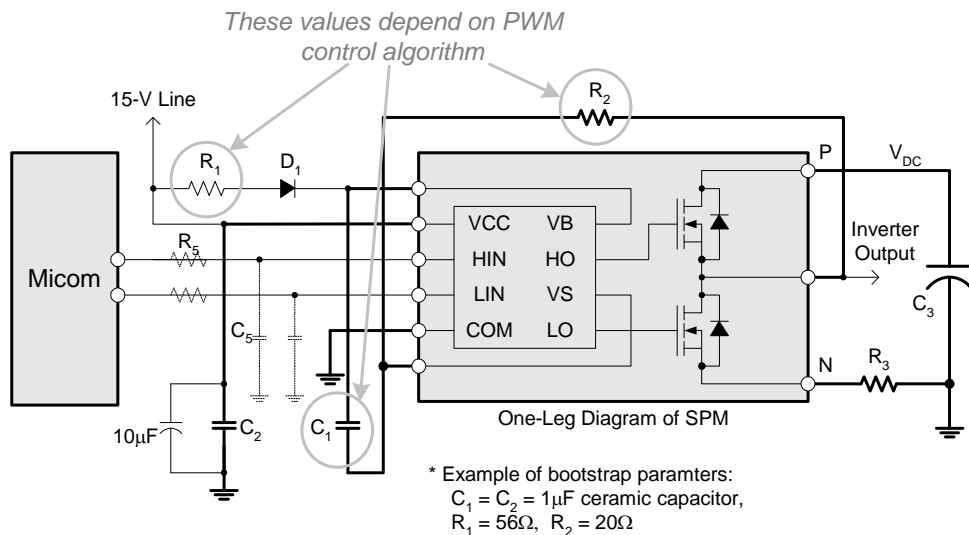 These values depend on PWM
control algorithm
R2
15-V Line
R1
D1
P
VDC
VCC
VB
R5
Inverter
Output
Micom
HIN
HO
LIN
VS
C3
C5
COM
LO
N
R3
One-Leg Diagram of SPM
10μF
C2
C1
* Example of bootstrap paramters:
C1 = C2 = 1μF ceramic capacitor,
R1 = 56Ω, R2 = 20Ω